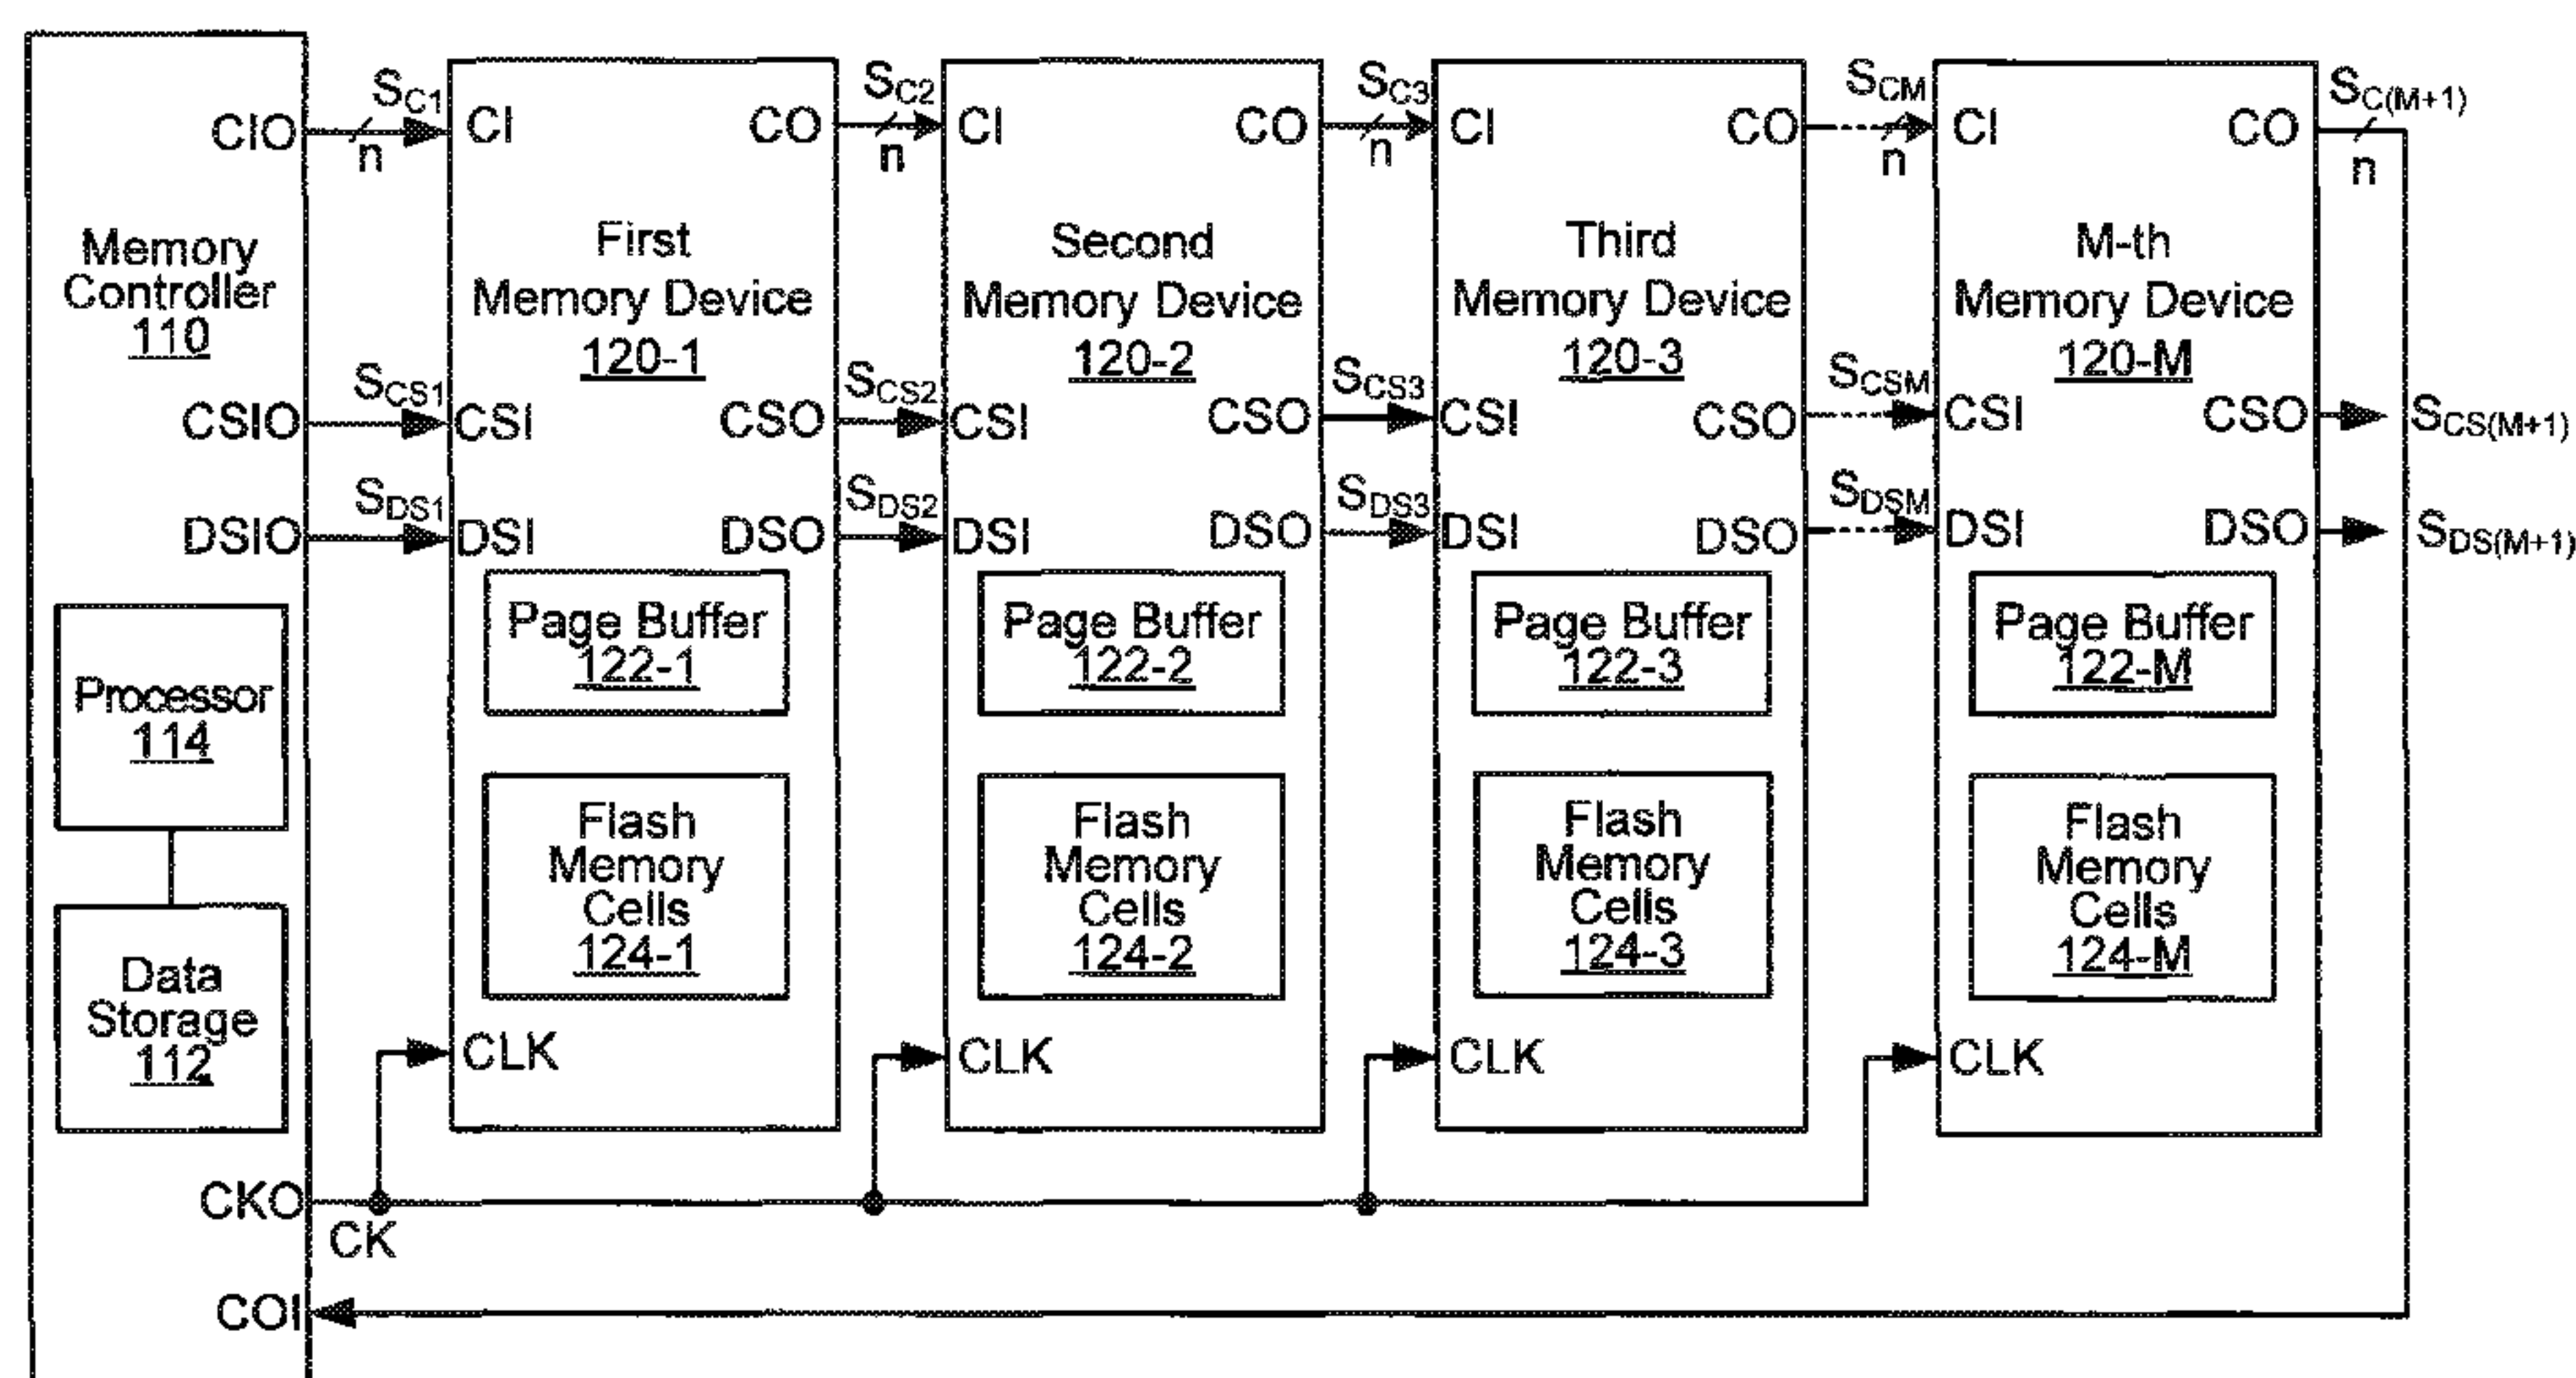 CIO
Memory
Controller
110
CSIO
DSIO
Processor
114
Data
Storage
112
CKO
CK
COI
SC1
n
SCS1
SDS1
CI
CO
First
Memory Device
120-1
CSI
CSO
DSI
DSO
Page Buffer
122-1
Flash
Memory
Cells
124-1
CLK
SC2
n
SCS2
SDS2
CI
CO
Second
Memory Device
120-2
CSI
CSO
DSI
DSO
Page Buffer
122-2
Flash
Memory
Cells
124-2
CLK
SC3
n
SCS3
SDS3
CI
CO
Third
Memory Device
120-3
CSI
CSO
DSI
DSO
Page Buffer
122-3
Flash
Memory
Cells
124-3
CLK
SCM
n
SCSM
SDSM
CI
CO
M-th
Memory Device
120-M
CSI
CSO
DSI
DSO
Page Buffer
122-M
Flash
Memory
Cells
124-M
CLK
SC(M+1)
n
SCS(M+1)
SDS(M+1)